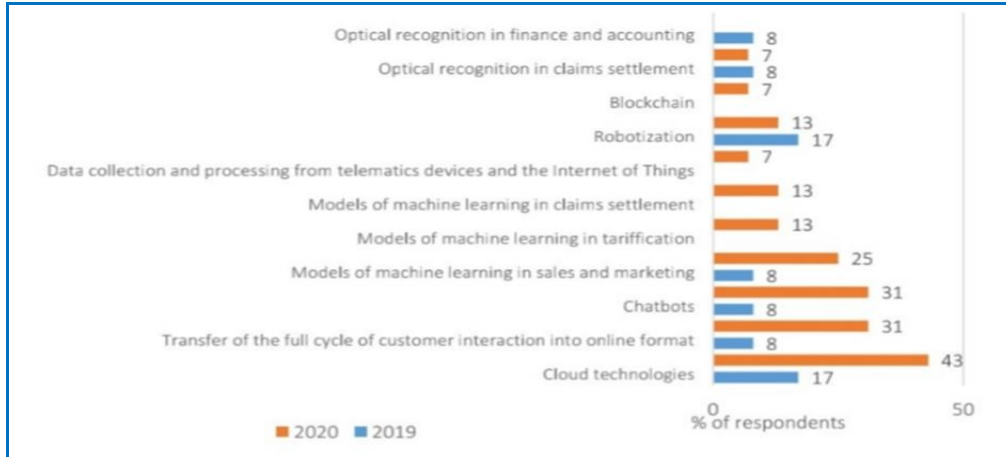 Optical recognition in finance and accounting
8
7
Optical recognition in claims settlement
8
7
Blockchain
13
Robotization
17
7
Data collection and processing from telematics devices and the Internet of Things
13
Models of machine learning in claims settlement
13
Models of machine learning in tariffication
25
Models of machine learning in sales and marketing
8
31
Chatbots
8
31
Transfer of the full cycle of customer interaction into online format
8
43
Cloud technologies
17
0
50
% of respondents
2020
2019